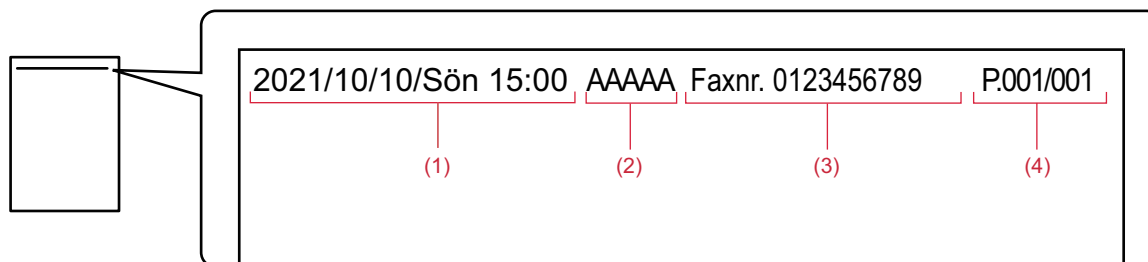 2021/10/10/Sön 15:00 AAAAA Faxnr. 0123456789 P.001/001
(1) (2) (3) (4)